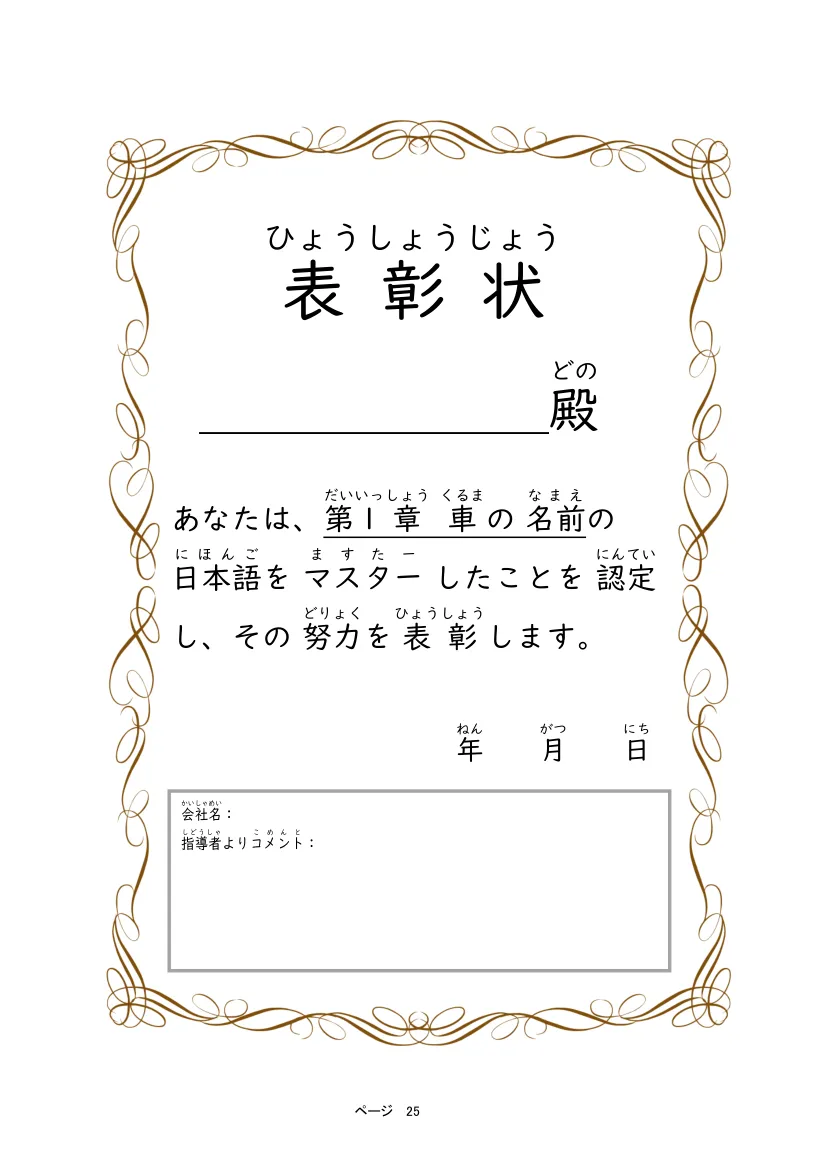 ひょうしょうじょう
表彰状
どの
殿
だいいっしょう くるま なまえ
あなたは、第1章 車の名前の
にほんご ますたー にんてい
日本語を マスター したことを 認定
どりょく ひょうしょう
し、その 努力を 表彰 します。
ねん がつ にち
年 月 日
かいしゃめい
会社名：
しどうしゃ こめんと
指導者よりコメント：
ページ 25